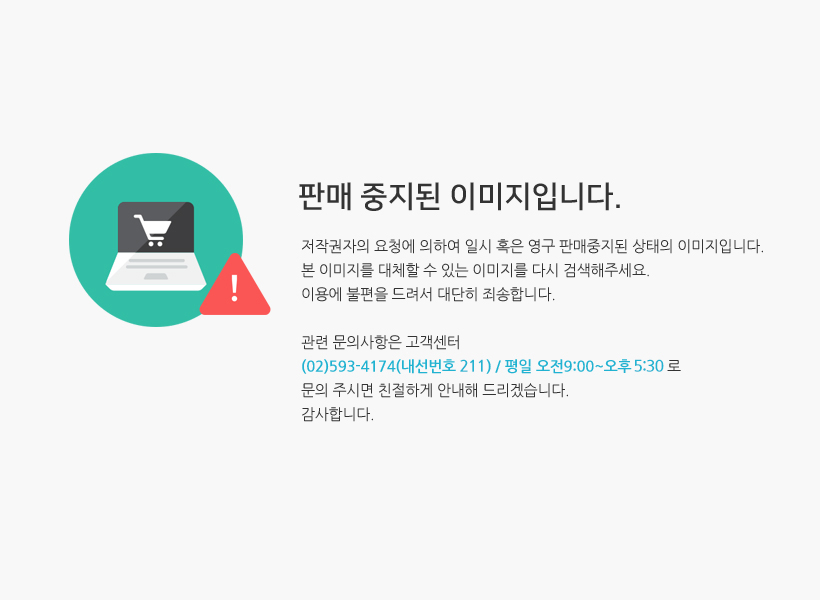 판매 중지된 이미지입니다.
저작권자의 요청에 의하여 일시 혹은 영구 판매중지된 상태의 이미지입니다.
본 이미지를 대체할 수 있는 이미지를 다시 검색해주세요.
이용에 불편을 드려서 대단히 죄송합니다.
관련 문의사항은 고객센터
(02)593-4174(내선번호 211) / 평일 오전9:00~오후5:30 로
문의 주시면 친절하게 안내해 드리겠습니다.
감사합니다.